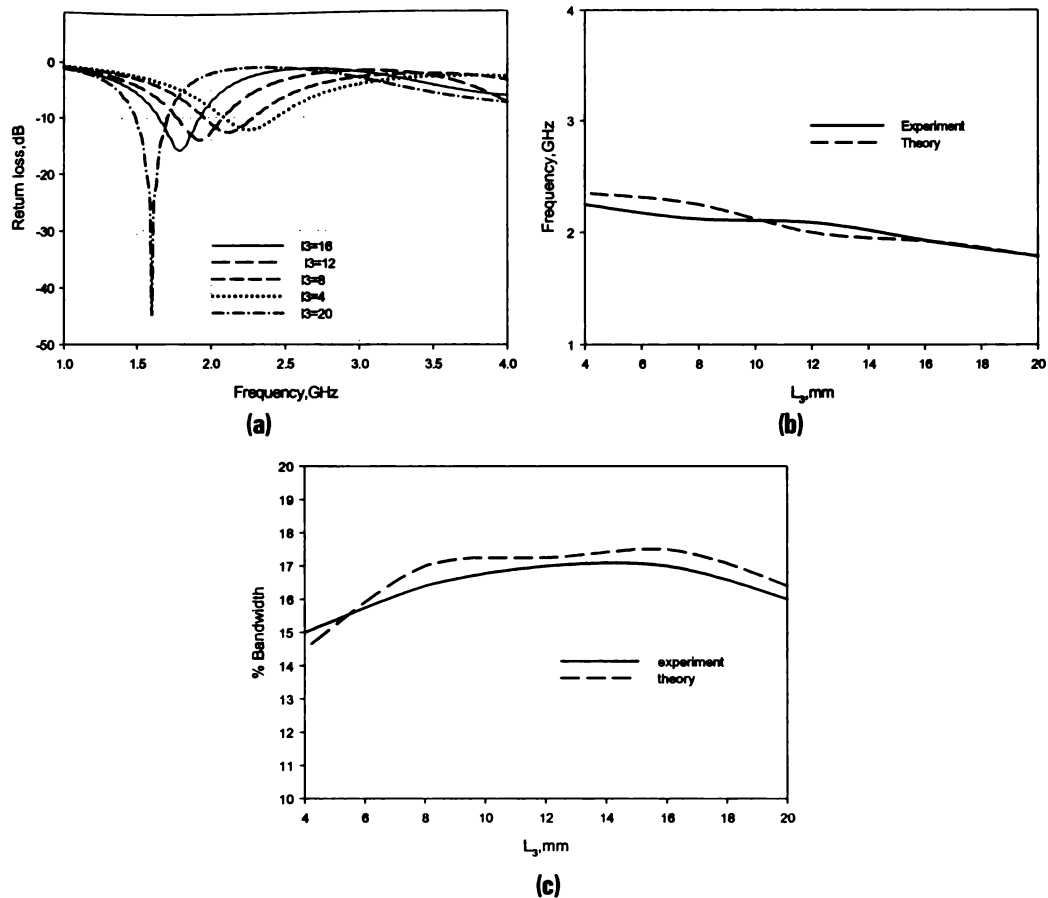 0
-10
-20
-30
-40
-50
Return loss,dB
l3=16
l3=12
l3=8
l3=4
l3=20
1.0 1.5 2.0 2.5 3.0 3.5 4.0
Frequency,GHz
(a)
4
3
2
1
Frequency,GHz
Experiment
Theory
4 6 8 10 12 14 16 18 20
L3,mm
(b)
20
19
18
17
16
15
14
13
12
11
10
% Bandwidth
experiment
theory
4 6 8 10 12 14 16 18 20
L3,mm
(c)